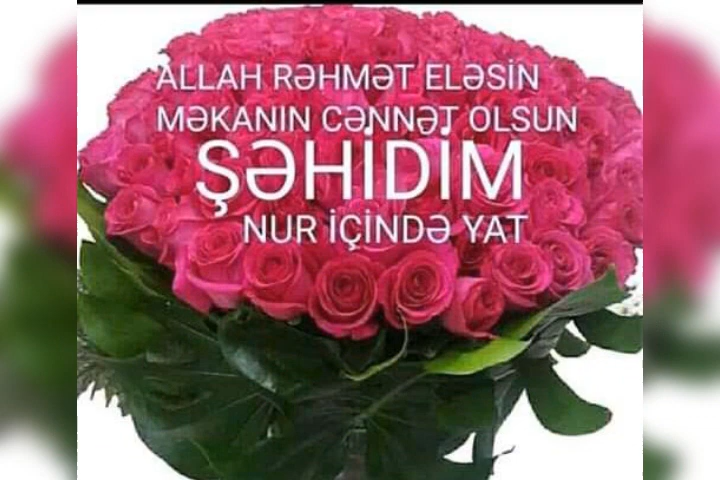 ALLAH RƏHMƏT ELƏSİN
MƏKANIN CƏNNƏT OLSUN
ŞƏHİDİM
NUR İÇİNDƏ YAT